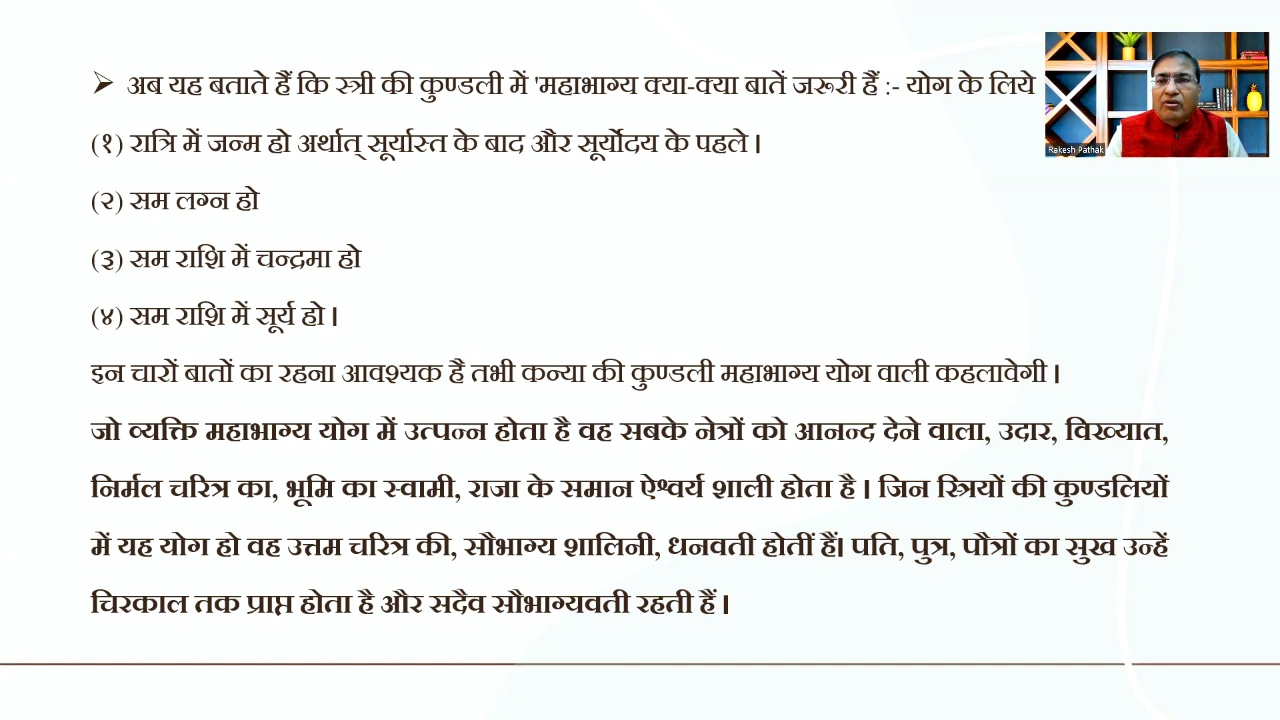 ➢ अब यह बताते हैं कि स्त्री की कुण्डली में 'महाभाग्य क्या-क्या बातें जरूरी हैं :- योग के लिये
(१) रात्रि में जन्म हो अर्थात् सूर्यास्त के बाद और सूर्योदय के पहले।
(२) सम लग्न हो
(३) सम राशि में चन्द्रमा हो
(४) सम राशि में सूर्य हो।
इन चारों बातों का रहना आवश्यक है तभी कन्या की कुण्डली महाभाग्य योग वाली कहलावेगी।
जो व्यक्ति महाभाग्य योग में उत्पन्न होता है वह सबके नेत्रों को आनन्द देने वाला, उदार, विख्यात,
निर्मल चरित्र का, भूमि का स्वामी, राजा के समान ऐश्वर्य शाली होता है। जिन स्त्रियों की कुण्डलियों
में यह योग हो वह उत्तम चरित्र की, सौभाग्य शालिनी, धनवती होतीं हैं। पति, पुत्र, पौत्रों का सुख उन्हें
चिरकाल तक प्राप्त होता है और सदैव सौभाग्यवती रहती हैं।
Rakesh Pathak